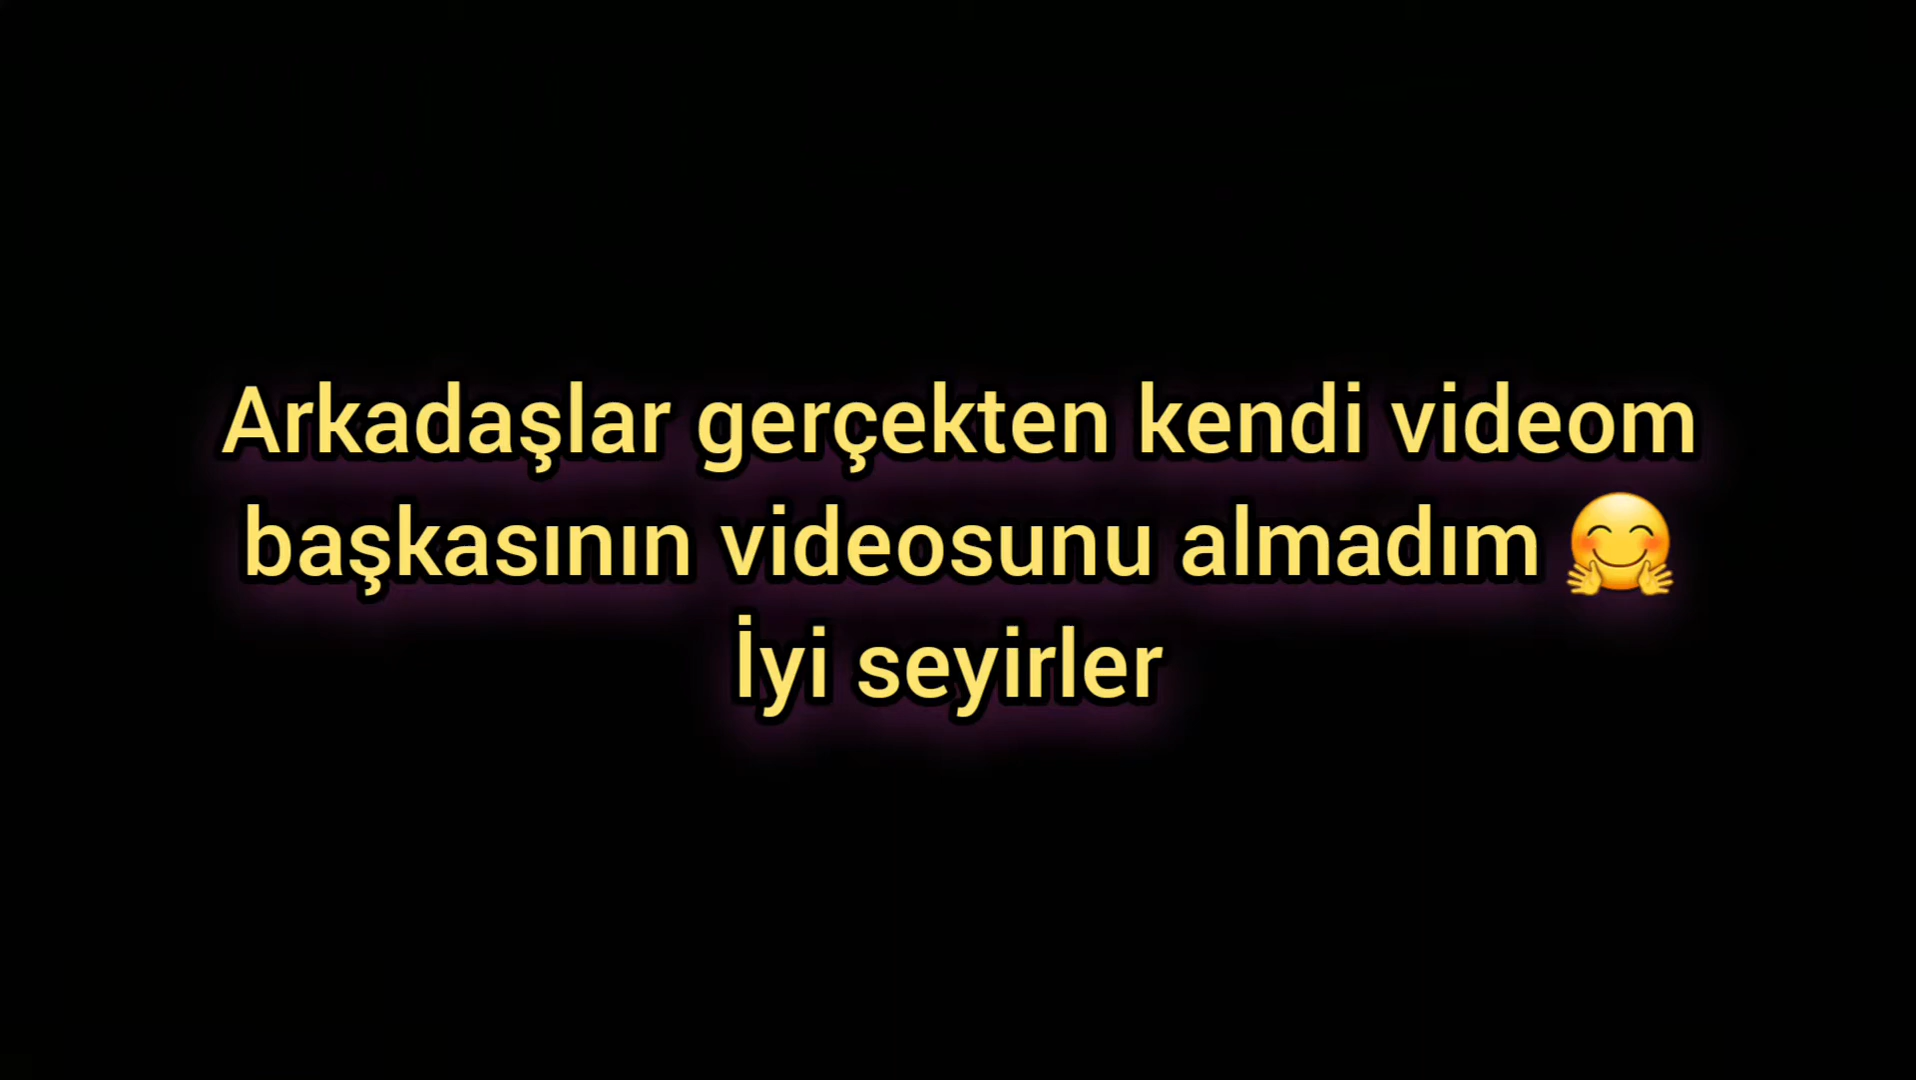 Arkadaşlar gerçekten kendi videom
başkasının videosunu almadım 🤗
İyi seyirler